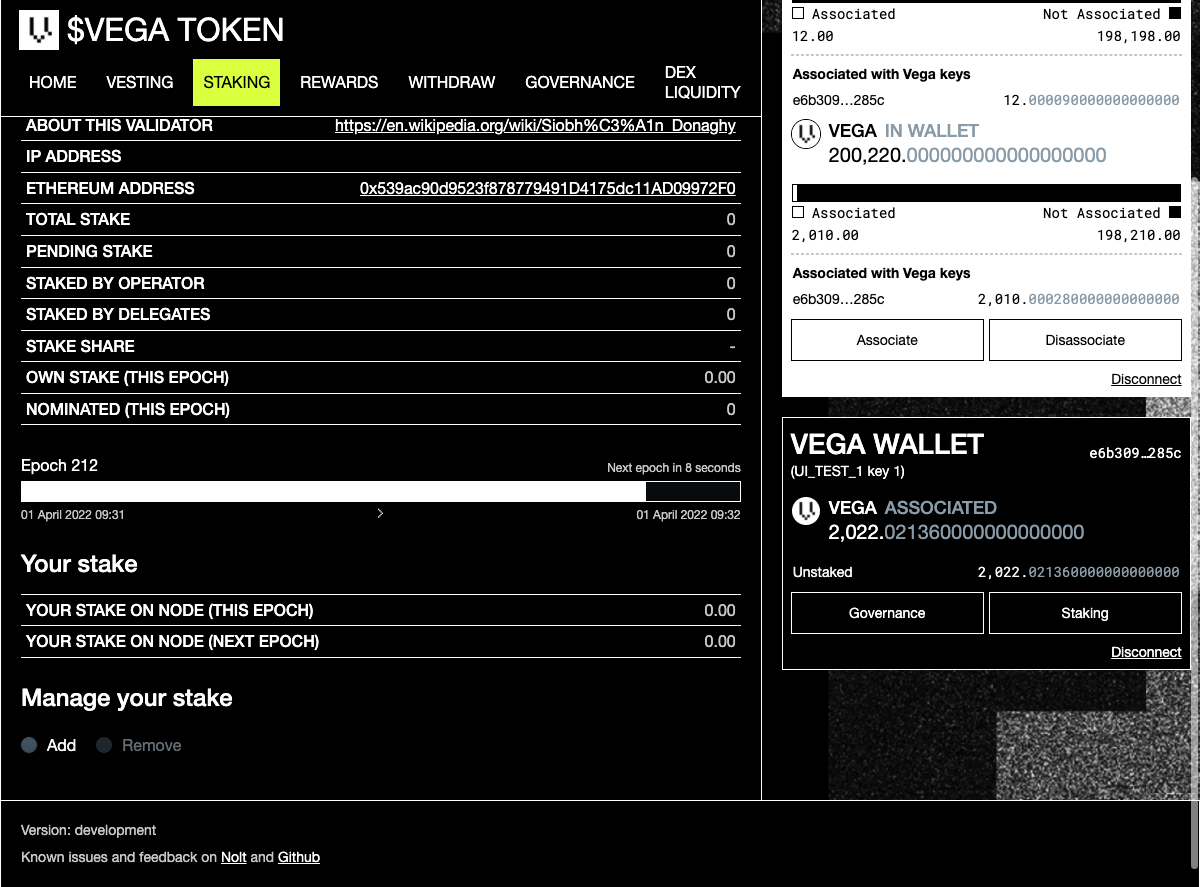 $VEGA TOKEN
HOME VESTING STAKING REWARDS WITHDRAW GOVERNANCE DEX LIQUIDITY
ABOUT THIS VALIDATOR https://en.wikipedia.org/wiki/Siobh%C3%A1n_Donaghy
IP ADDRESS
ETHEREUM ADDRESS 0x539ac90d9523f878779491D4175dc11AD09972F0
TOTAL STAKE 0
PENDING STAKE 0
STAKED BY OPERATOR 0
STAKED BY DELEGATES 0
STAKE SHARE -
OWN STAKE (THIS EPOCH) 0.00
NOMINATED (THIS EPOCH) 0
Epoch 212 Next epoch in 8 seconds
01 April 2022 09:31 01 April 2022 09:32
Your stake
YOUR STAKE ON NODE (THIS EPOCH) 0.00
YOUR STAKE ON NODE (NEXT EPOCH) 0.00
Manage your stake
Add Remove
Associated Not Associated
12.00 198,198.00
Associated with Vega keys
e6b309…285c 12.000090000000000000
VEGA IN WALLET
200,220.000000000000000000
Associated Not Associated
2,010.00 198,210.00
Associated with Vega keys
e6b309…285c 2,010.000280000000000000
Associate Disassociate
Disconnect
VEGA WALLET e6b309…285c
(UI_TEST_1 key 1)
VEGA ASSOCIATED
2,022.021360000000000000
Unstaked 2,022.021360000000000000
Governance Staking
Disconnect
Version: development
Known issues and feedback on Nolt and Github